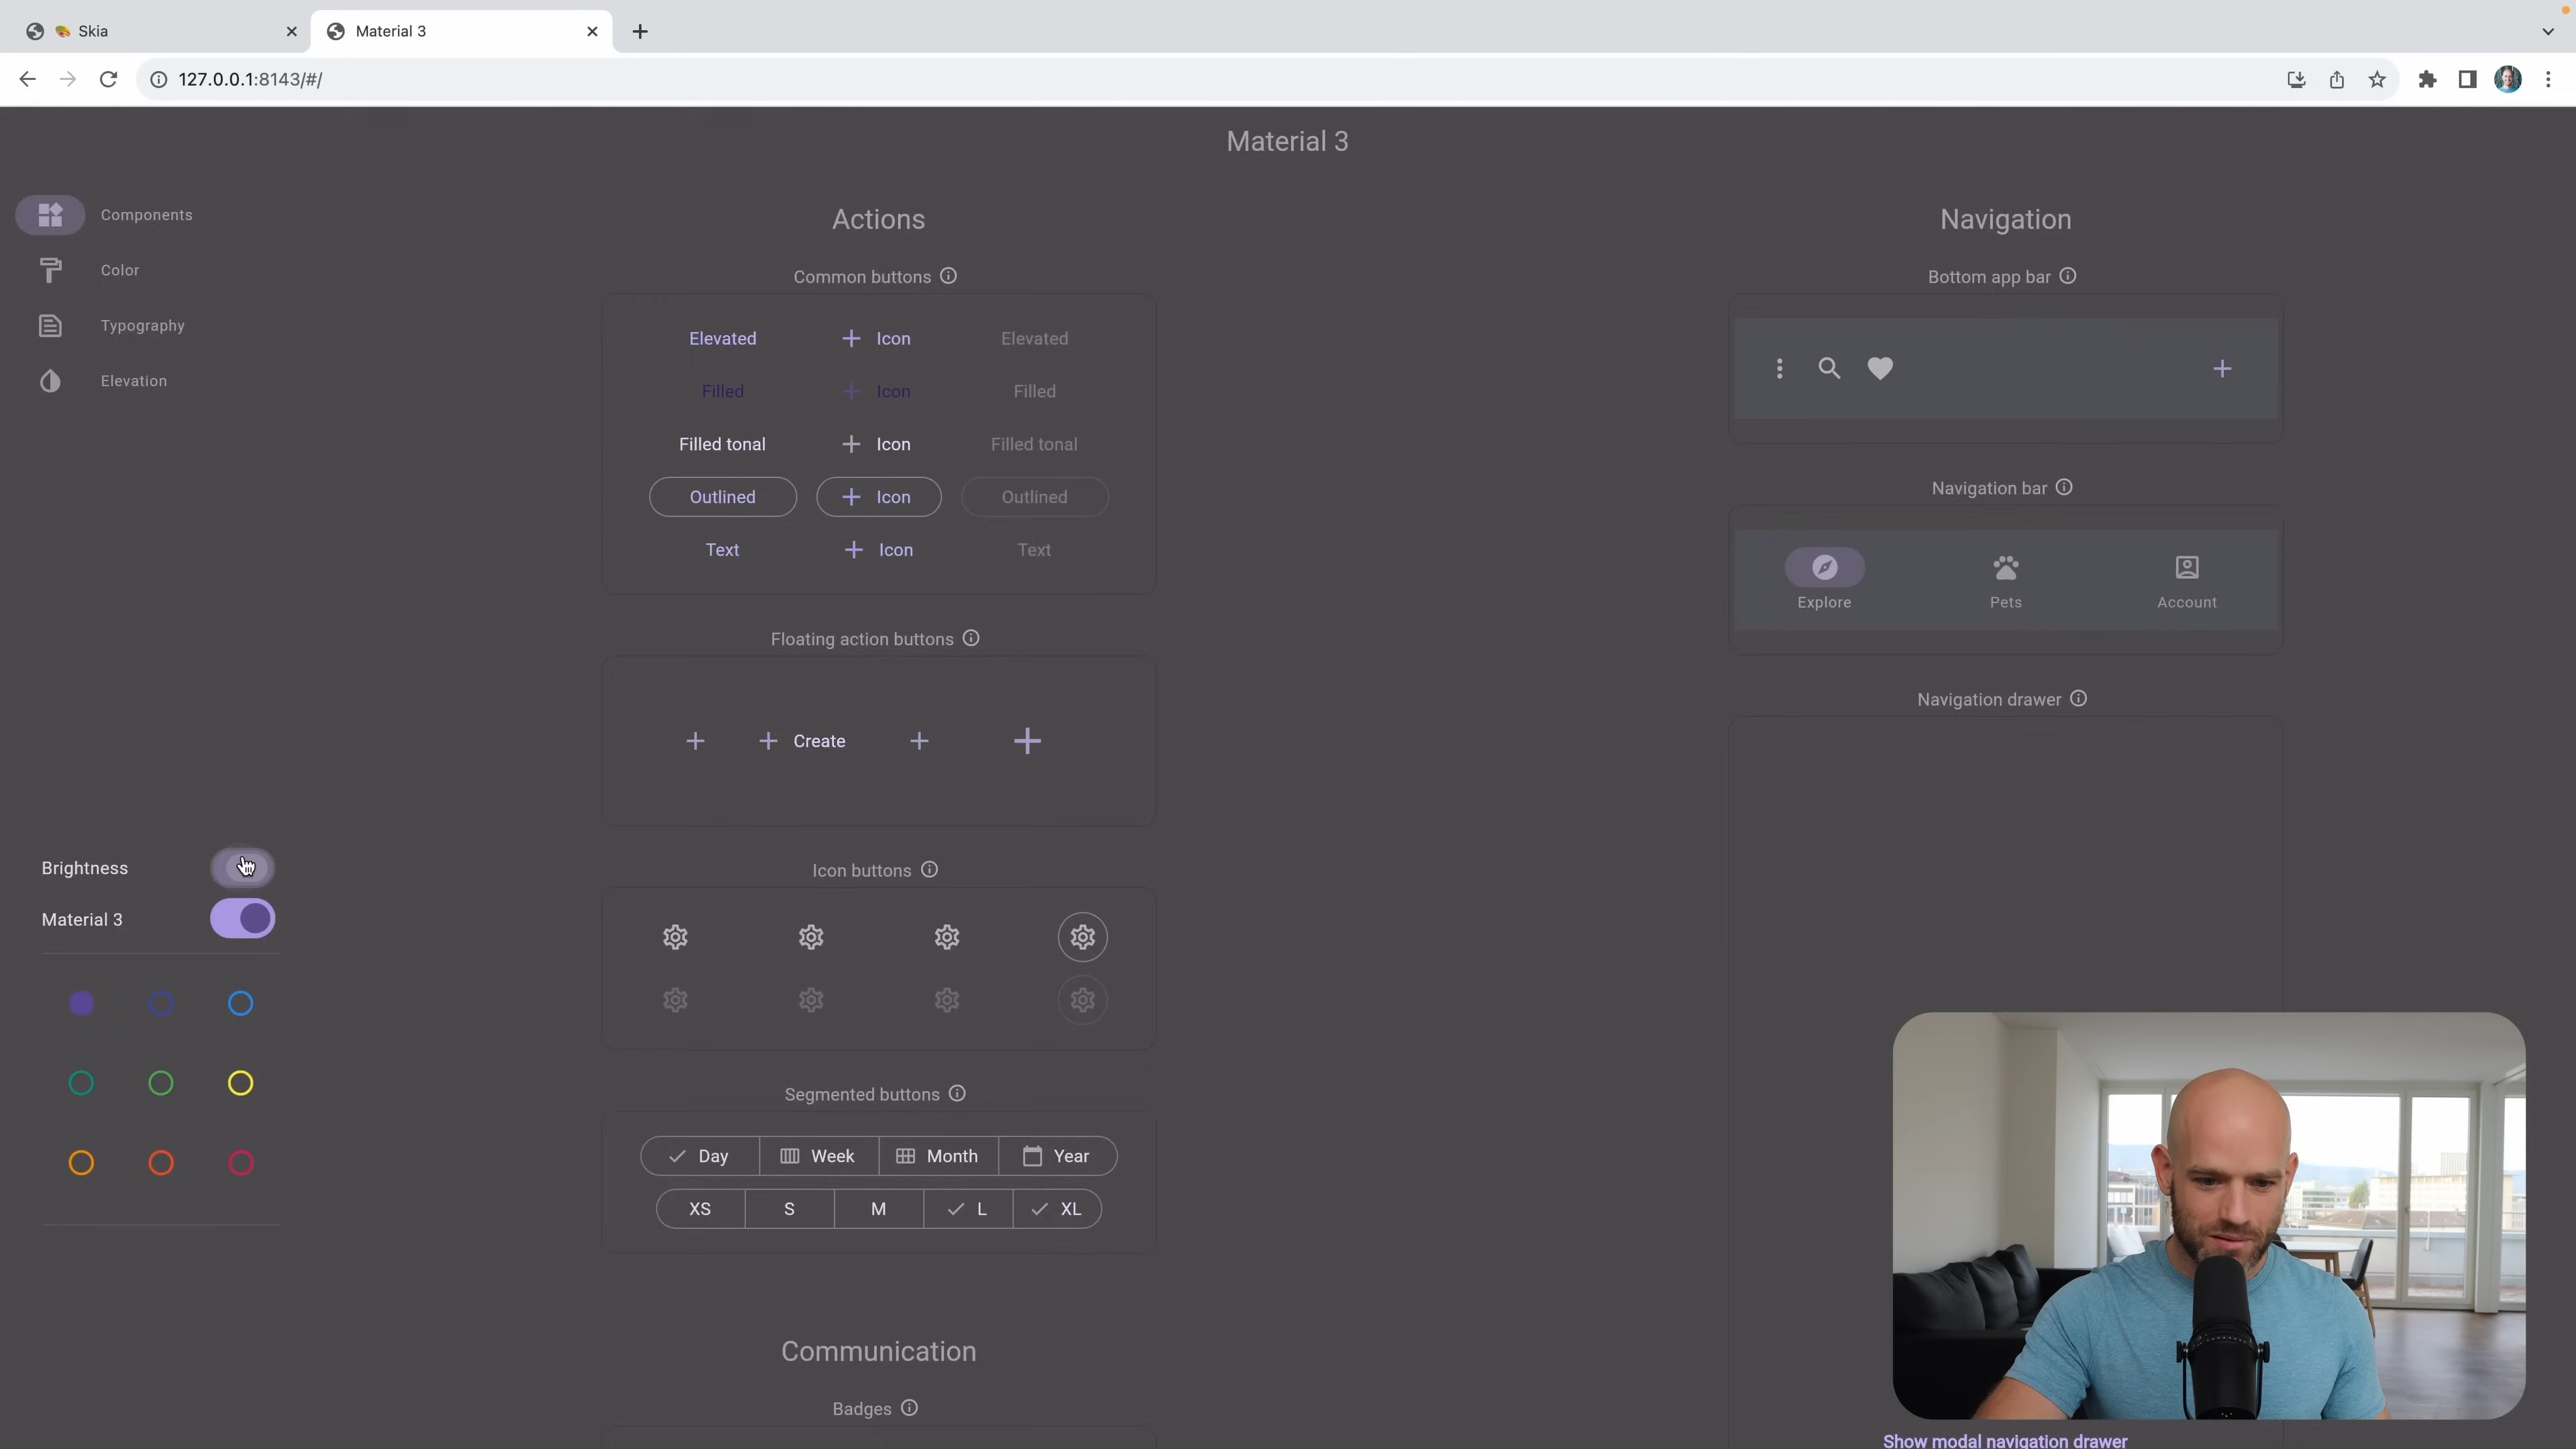 Skia
Material 3
127.0.0.1:8143/#/
Material 3
Components
Color
Typography
Elevation
Brightness
Material 3
Actions
Common buttons
Elevated Icon Elevated
Filled Icon Filled
Filled tonal Icon Filled tonal
Outlined Icon Outlined
Text Icon Text
Floating action buttons
Create
Icon buttons
Segmented buttons
Day Week Month Year
XS S M L XL
Communication
Badges
Navigation
Bottom app bar
Navigation bar
Explore Pets Account
Navigation drawer
Show modal navigation drawer